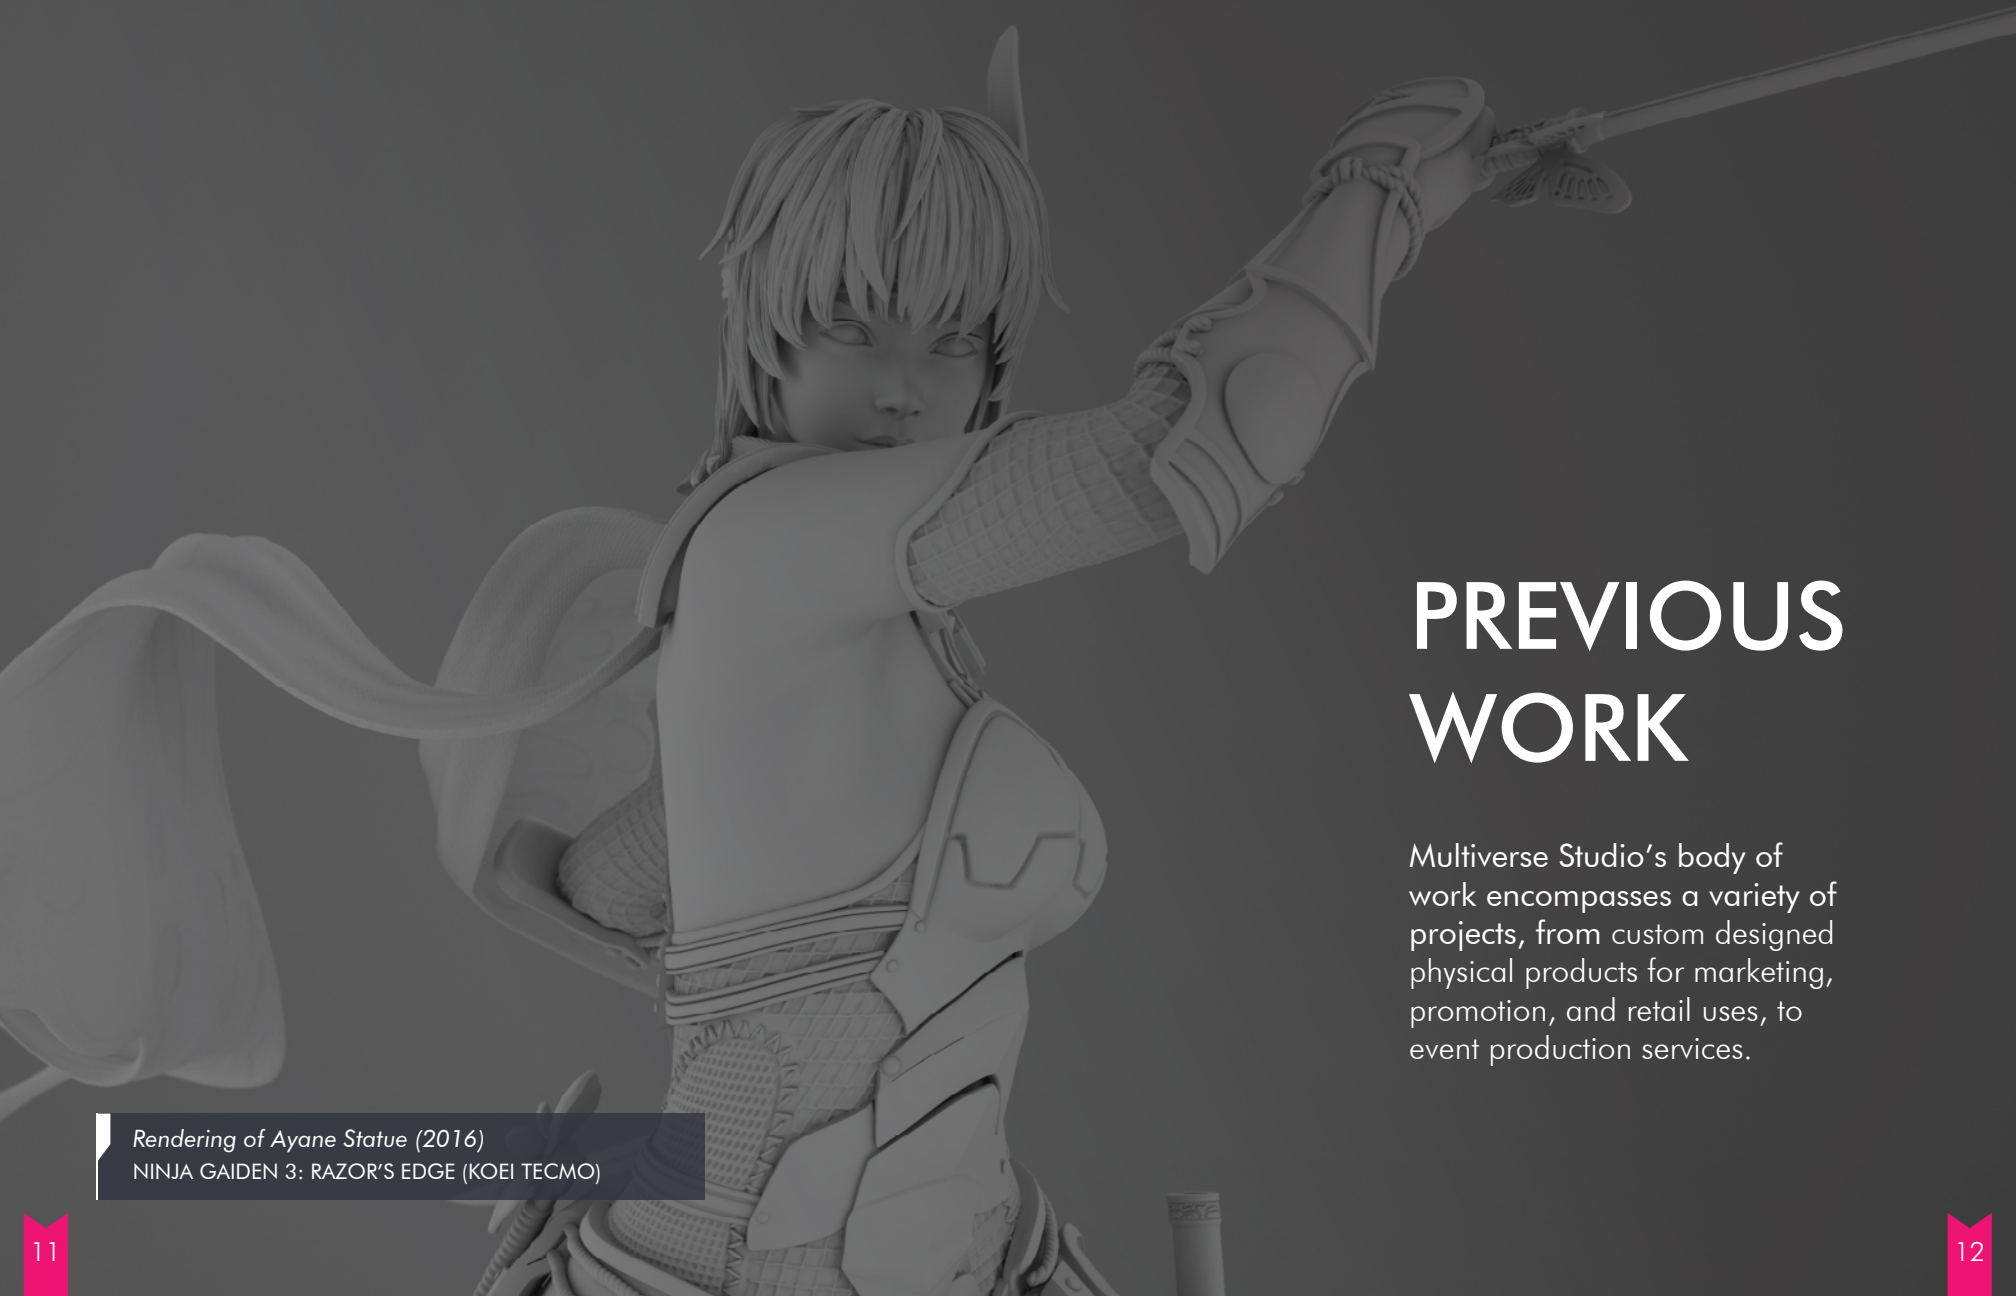 PREVIOUS
WORK
Multiverse Studio’s body of
work encompasses a variety of
projects, from custom designed
physical products for marketing,
promotion, and retail uses, to
event production services.
Rendering of Ayane Statue (2016)
NINJA GAIDEN 3: RAZOR’S EDGE (KOEI TECMO)
11
12